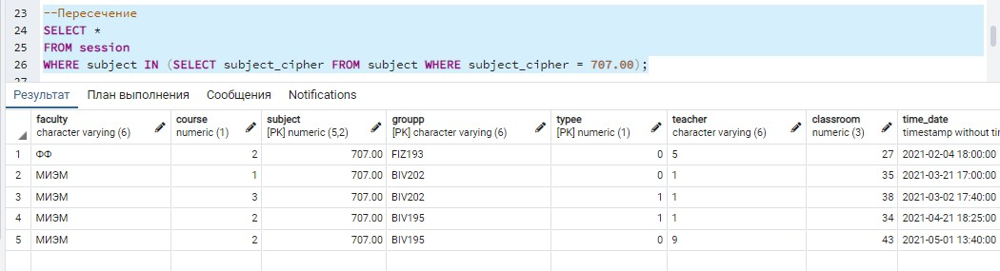 23 --Пересечение
24 SELECT *
25 FROM session
26 WHERE subject IN (SELECT subject_cipher FROM subject WHERE subject_cipher = 707.00);
Результат План выполнения Сообщения Notifications
faculty course subject groupp typee teacher classroom time_date
character varying (6) numeric (1) [PK] numeric (5,2) [PK] character varying (6) [PK] numeric (1) character varying (6) numeric (3) timestamp without tim
1 ФФ 2 707.00 FIZ193 0 5 27 2021-02-04 18:00:00
2 МИЭМ 1 707.00 BIV202 0 1 35 2021-03-21 17:00:00
3 МИЭМ 3 707.00 BIV202 1 1 38 2021-03-02 17:40:00
4 МИЭМ 2 707.00 BIV195 1 1 34 2021-04-21 18:25:00
5 МИЭМ 2 707.00 BIV195 0 9 43 2021-05-01 13:40:00